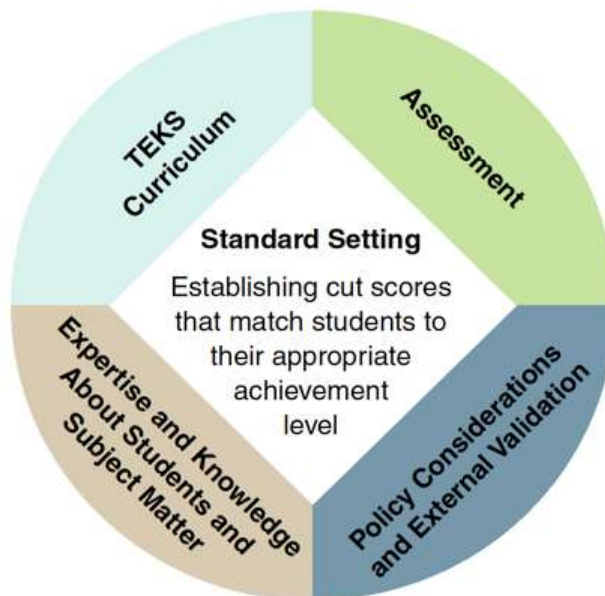 TEKS
Curriculum
Assessment
Standard Setting
Establishing cut scores
that match students to
their appropriate
achievement
level
Expertise and Knowledge
About Students and
Subject Matter
Policy Considerations
and External Validation